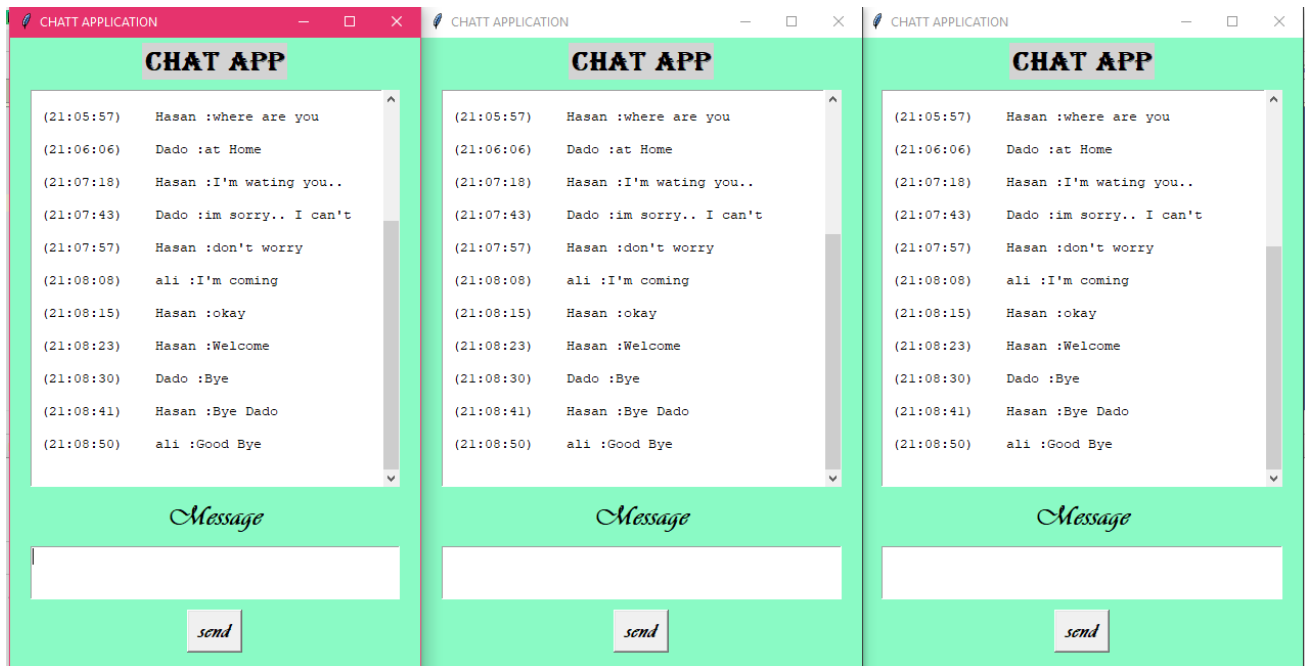 CHATT APPLICATION
CHAT APP
(21:05:57) Hasan :where are you
(21:06:06) Dado :at Home
(21:07:18) Hasan :I'm wating you..
(21:07:43) Dado :im sorry.. I can't
(21:07:57) Hasan :don't worry
(21:08:08) ali :I'm coming
(21:08:15) Hasan :okay
(21:08:23) Hasan :Welcome
(21:08:30) Dado :Bye
(21:08:41) Hasan :Bye Dado
(21:08:50) ali :Good Bye
Message
send
CHATT APPLICATION
CHAT APP
(21:05:57) Hasan :where are you
(21:06:06) Dado :at Home
(21:07:18) Hasan :I'm wating you..
(21:07:43) Dado :im sorry.. I can't
(21:07:57) Hasan :don't worry
(21:08:08) ali :I'm coming
(21:08:15) Hasan :okay
(21:08:23) Hasan :Welcome
(21:08:30) Dado :Bye
(21:08:41) Hasan :Bye Dado
(21:08:50) ali :Good Bye
Message
send
CHATT APPLICATION
CHAT APP
(21:05:57) Hasan :where are you
(21:06:06) Dado :at Home
(21:07:18) Hasan :I'm wating you..
(21:07:43) Dado :im sorry.. I can't
(21:07:57) Hasan :don't worry
(21:08:08) ali :I'm coming
(21:08:15) Hasan :okay
(21:08:23) Hasan :Welcome
(21:08:30) Dado :Bye
(21:08:41) Hasan :Bye Dado
(21:08:50) ali :Good Bye
Message
send